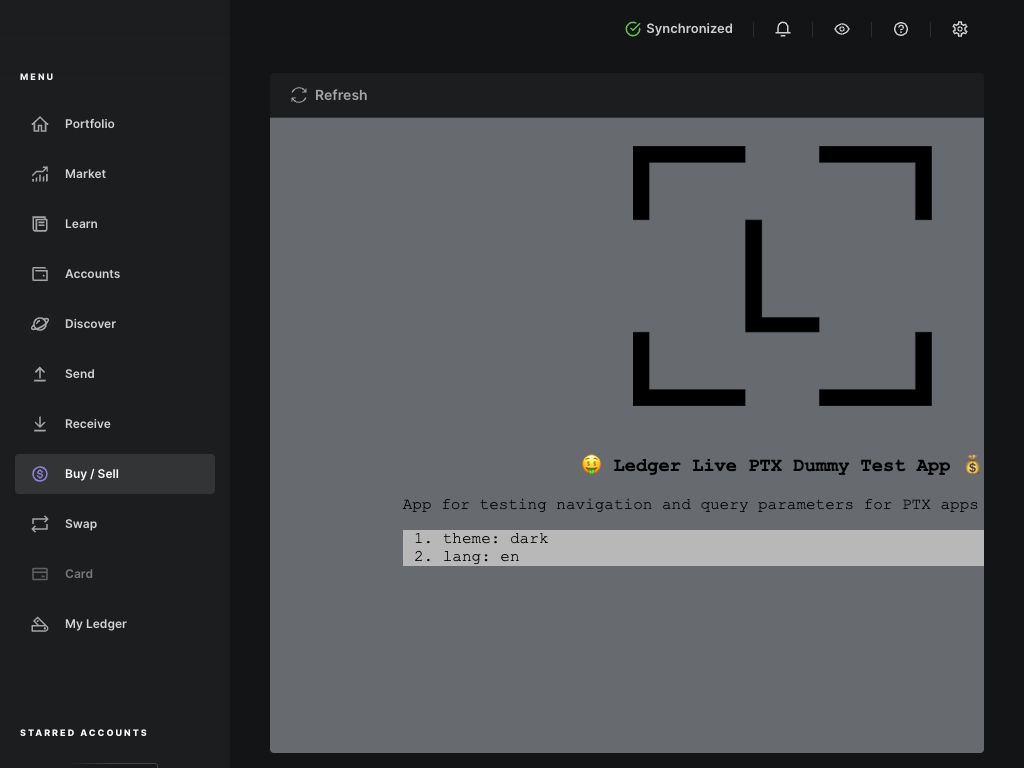 Synchronized
MENU
Portfolio
Market
Learn
Accounts
Discover
Send
Receive
Buy / Sell
Swap
Card
My Ledger
STARRED ACCOUNTS
Refresh
🤑 Ledger Live PTX Dummy Test App 💰
App for testing navigation and query parameters for PTX apps
1. theme: dark
2. lang: en